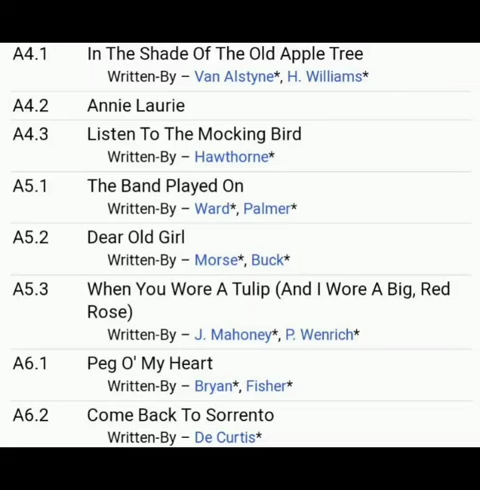 A4.1 In The Shade Of The Old Apple Tree
Written-By – Van Alstyne*, H. Williams*
A4.2 Annie Laurie
A4.3 Listen To The Mocking Bird
Written-By – Hawthorne*
A5.1 The Band Played On
Written-By – Ward*, Palmer*
A5.2 Dear Old Girl
Written-By – Morse*, Buck*
A5.3 When You Wore A Tulip (And I Wore A Big, Red
Rose)
Written-By – J. Mahoney*, P. Wenrich*
A6.1 Peg O' My Heart
Written-By – Bryan*, Fisher*
A6.2 Come Back To Sorrento
Written-By – De Curtis*